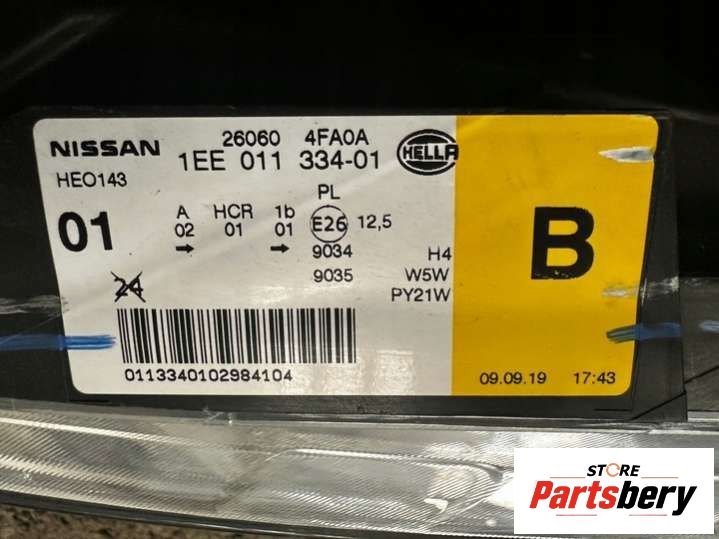 NISSAN 26060 4FA0A
1EE 011 334-01 HELLA
HEO143
PL
01 A HCR 1b E26 12,5
02 01 01
→ → 9034 H4
9035 W5W
24 PY21W
B
0113340102984104
09.09.19 17:43
STORE
Partsbery